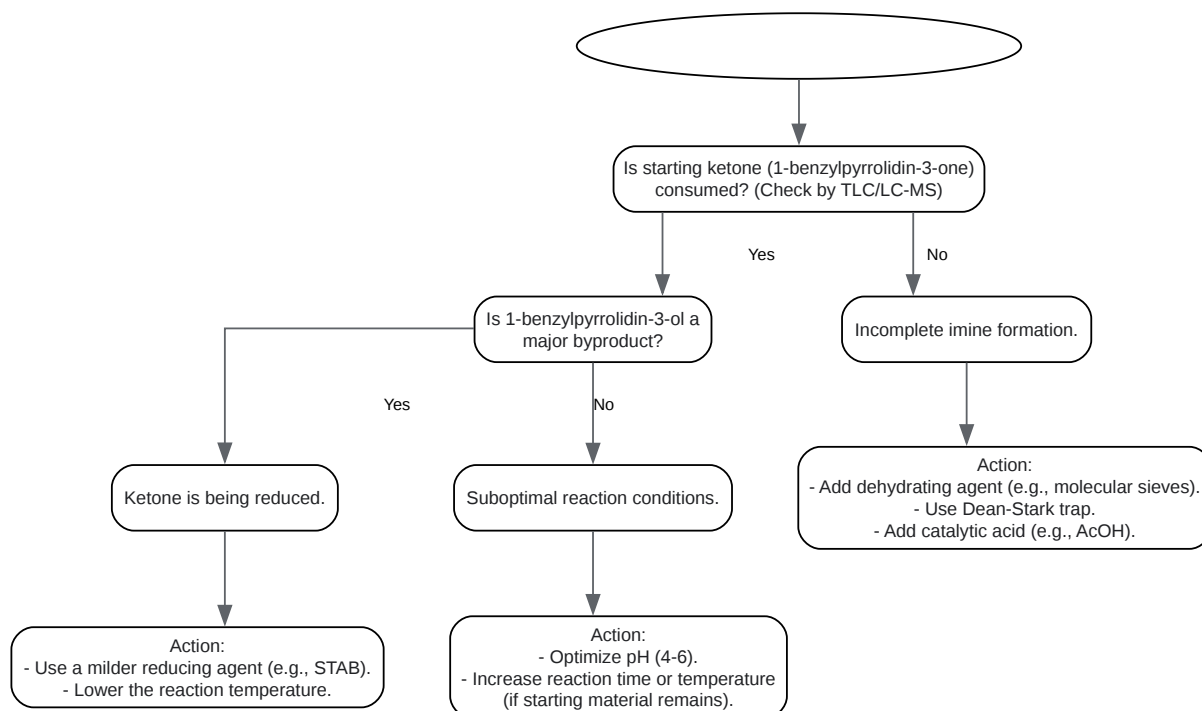 Is starting ketone (1-benzylpyrrolidin-3-one)
consumed? (Check by TLC/LC-MS)
Yes
No
Is 1-benzylpyrrolidin-3-ol a
major byproduct?
Incomplete imine formation.
Yes
No
Ketone is being reduced.
Suboptimal reaction conditions.
Action:
- Add dehydrating agent (e.g., molecular sieves).
- Use Dean-Stark trap.
- Add catalytic acid (e.g., AcOH).
Action:
- Use a milder reducing agent (e.g., STAB).
- Lower the reaction temperature.
Action:
- Optimize pH (4-6).
- Increase reaction time or temperature
(if starting material remains).